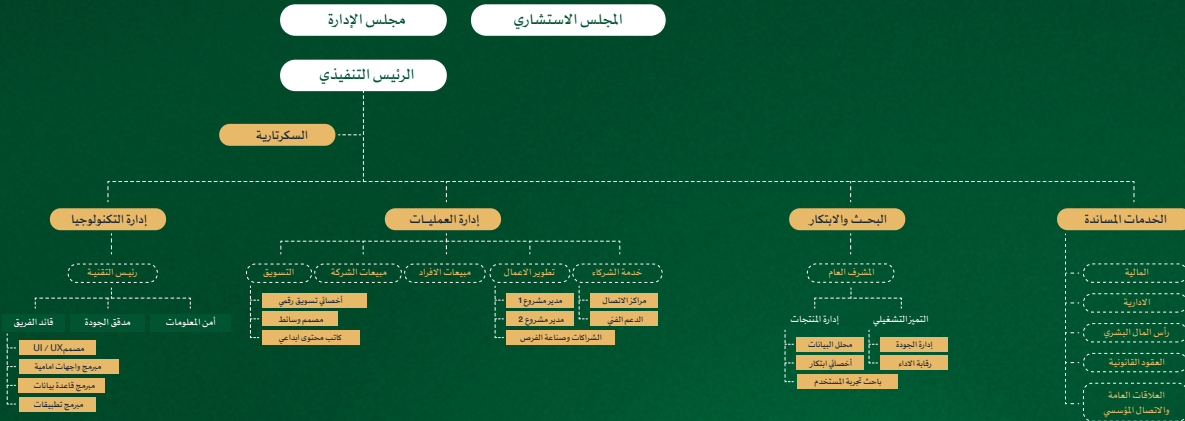 المجلس الاستشاري
مجلس الإدارة
الرئيس التنفيذي
السكرتارية
الخدمات المساندة
البحث والابتكار
إدارة العمليات
إدارة التكنولوجيا
المالية
الادارية
رأس المال البشري
العقود القانونية
العلاقات العامة
والاتصال المؤسسي
المشرف العام
التميز التشغيلي
إدارة المنتجات
إدارة الجودة
رقابة الاداء
محلل البيانات
أخصائي ابتكار
باحث تجربة المستخدم
خدمة الشركاء
تطوير الاعمال
مبيعات الافراد
مبيعات الشركة
التسويق
مراكز الاتصال
الدعم الفني
مدير مشروع 1
مدير مشروع 2
الشراكات وصناعة الفرص
أخصائي تسويق رقمي
مصمم وسائط
كاتب محتوى ابداعي
رئيس التقنية
أمن المعلومات
مدقق الجودة
قائد الفريق
مصمم UI / UX
مبرمج واجهات امامية
مبرمج قاعدة بيانات
مبرمج تطبيقات